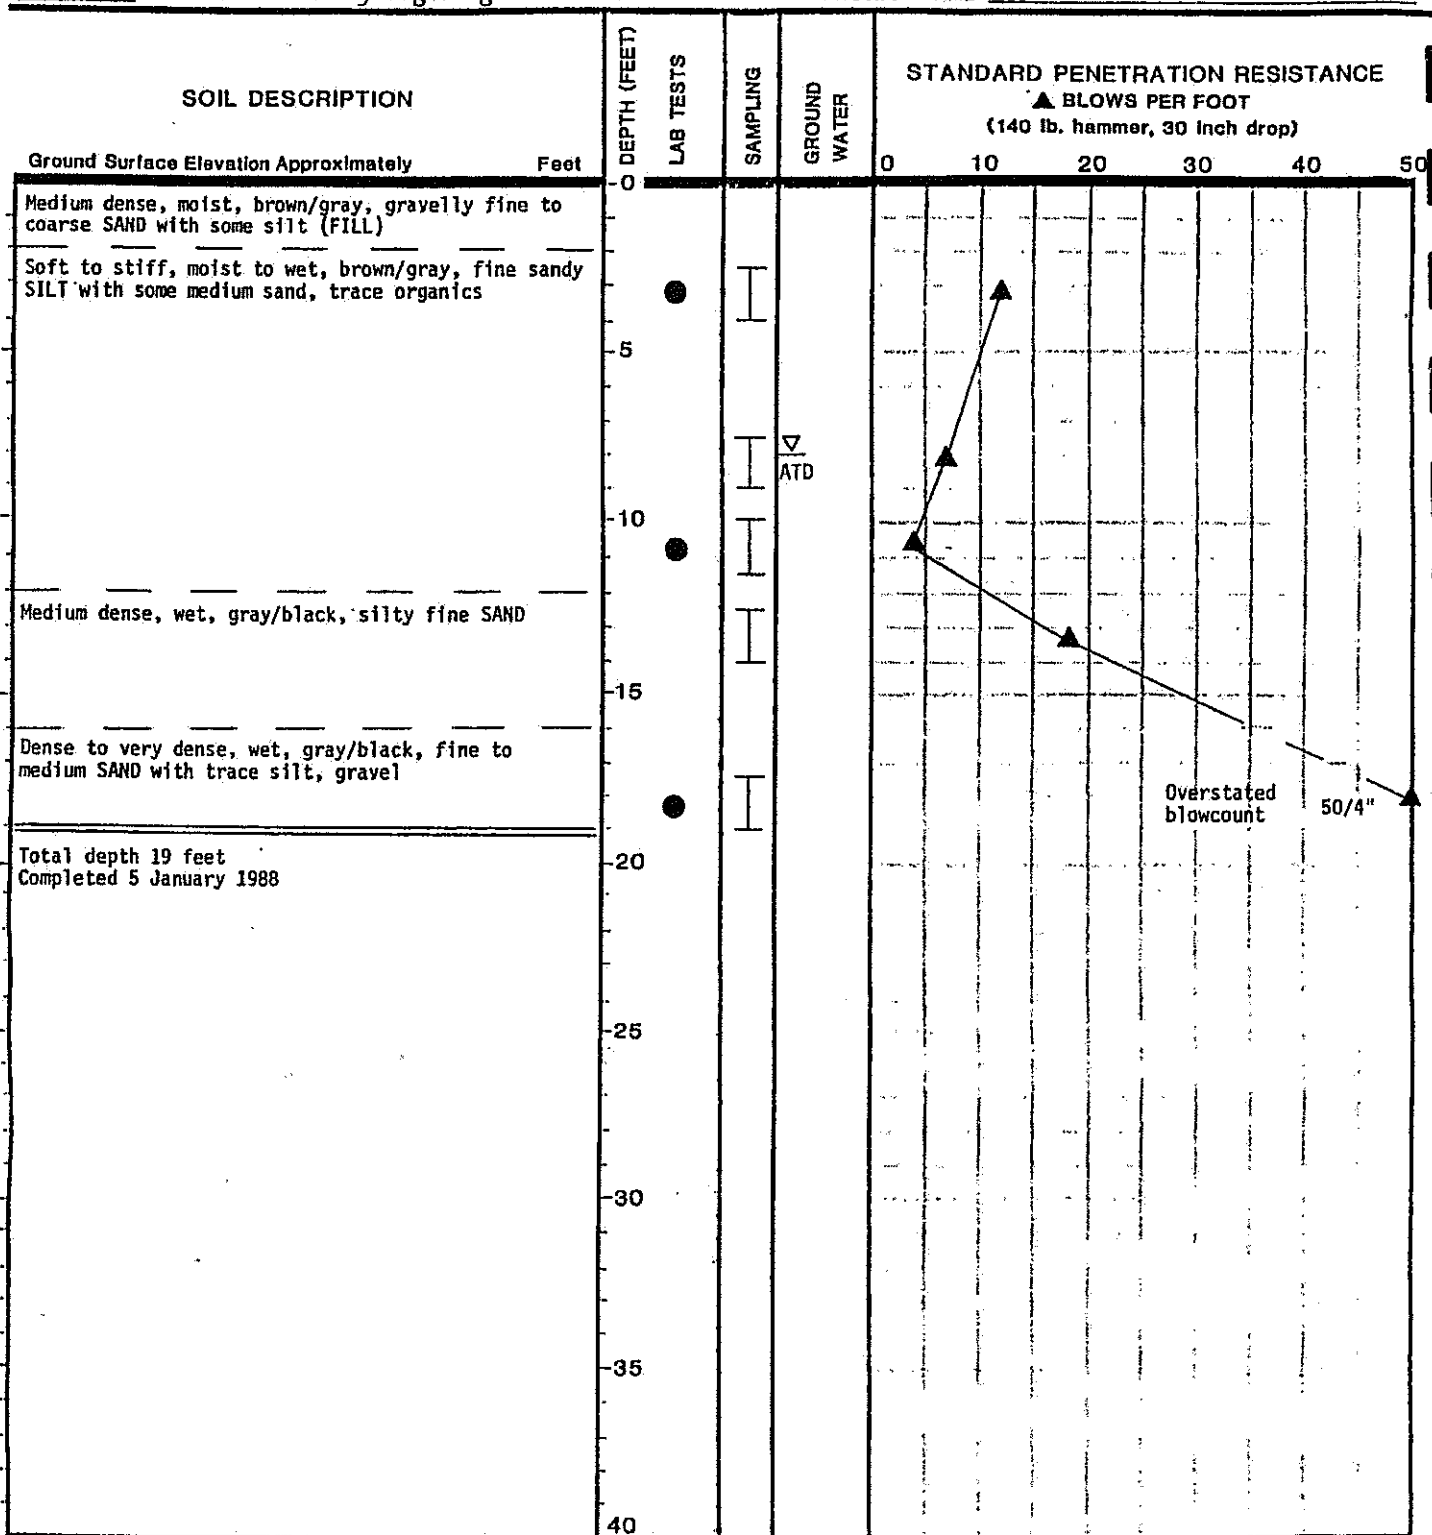 SOIL DESCRIPTION
Ground Surface Elevation Approximately Feet
DEPTH (FEET)
LAB TESTS
SAMPLING
GROUND
WATER
STANDARD PENETRATION RESISTANCE
▲ BLOWS PER FOOT
(140 lb. hammer, 30 inch drop)
0 10 20 30 40 50
Medium dense, moist, brown/gray, gravelly fine to
coarse SAND with some silt (FILL)
Soft to stiff, moist to wet, brown/gray, fine sandy
SILT with some medium sand, trace organics
Medium dense, wet, gray/black, silty fine SAND
Dense to very dense, wet, gray/black, fine to
medium SAND with trace silt, gravel
Total depth 19 feet
Completed 5 January 1988
-0
-5
-10
-15
-20
-25
-30
-35
40
ATD
Overstated
blowcount
50/4"